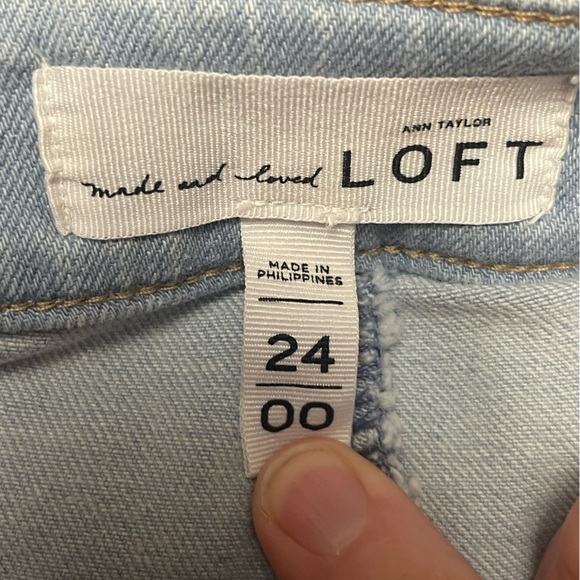 ANN TAYLOR
made and loved LOFT
MADE IN
PHILIPPINES
24
00